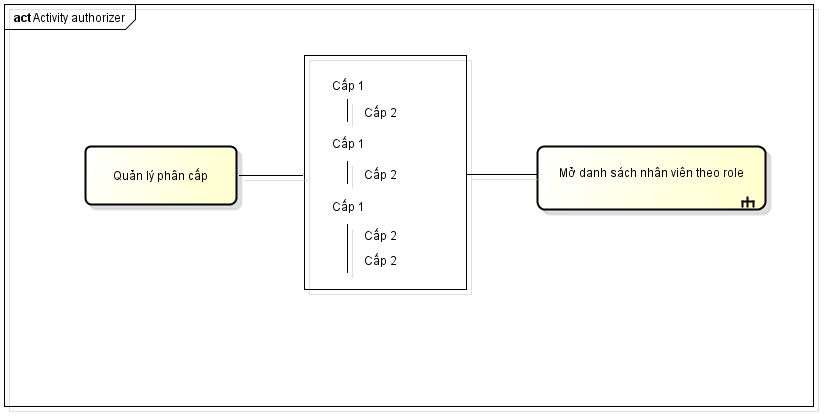 act Activity authorizer
Cấp 1
Cấp 2
Cấp 1
Cấp 2
Cấp 1
Cấp 2
Cấp 2
Quản lý phân cấp
Mở danh sách nhân viên theo role